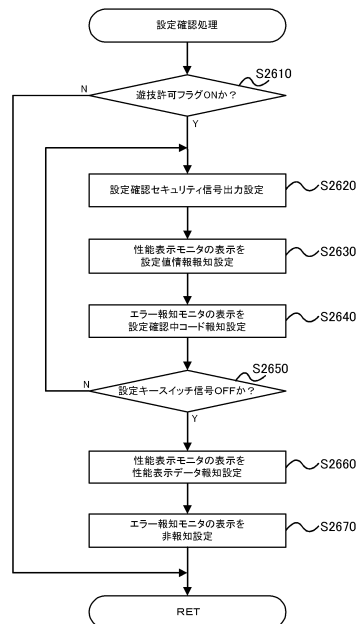 設定確認処理
S2610
N
遊技許可フラグONか？
Y
設定確認セキュリティ信号出力設定
S2620
性能表示モニタの表示を
設定値情報報知設定
S2630
エラー報知モニタの表示を
設定確認中コード報知設定
S2640
S2650
N
設定キースイッチ信号OFFか？
Y
性能表示モニタの表示を
性能表示データ報知設定
S2660
エラー報知モニタの表示を
非報知設定
S2670
RET